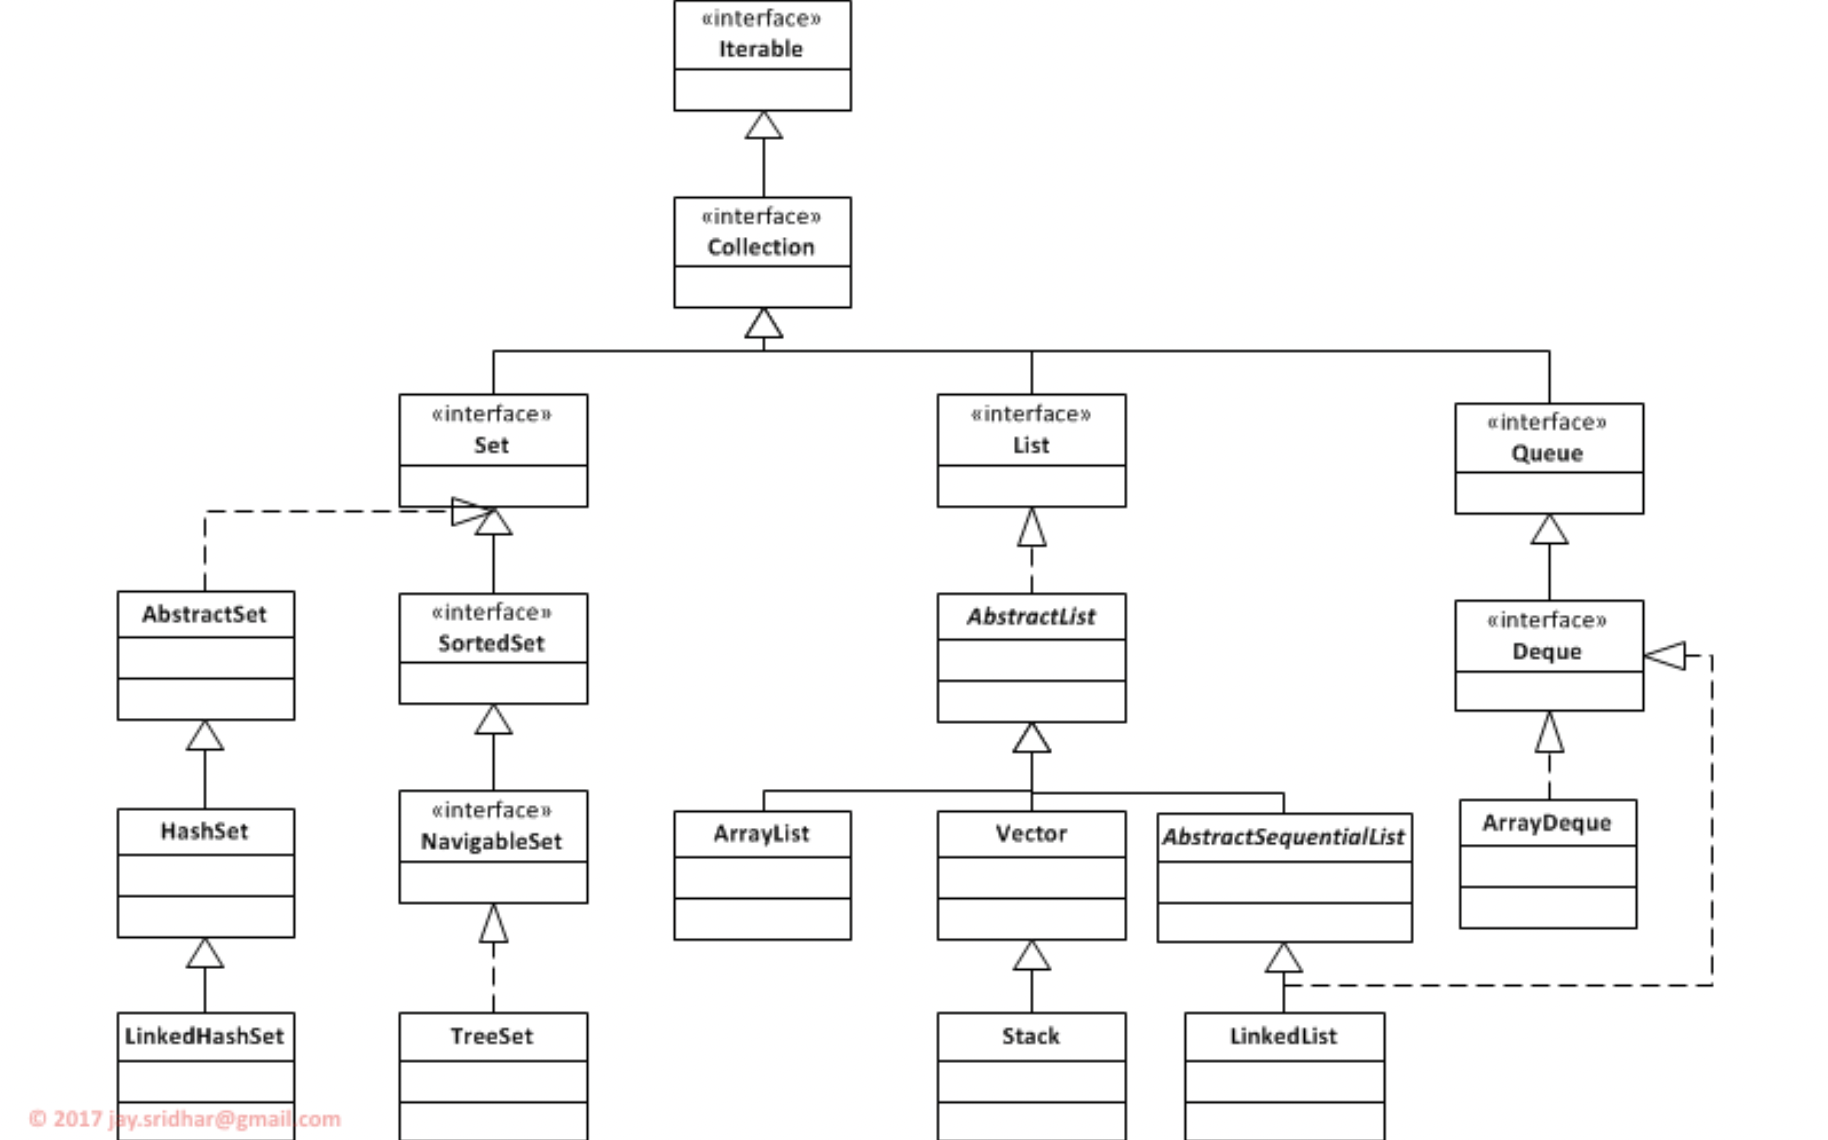 «interface»
Iterable
«interface»
Collection
«interface»
Set
«interface»
List
«interface»
Queue
AbstractSet
«interface»
SortedSet
AbstractList
«interface»
Deque
HashSet
«interface»
NavigableSet
ArrayList
Vector
AbstractSequentialList
ArrayDeque
LinkedHashSet
TreeSet
Stack
LinkedList
© 2017 jay.sridhar@gmail.com